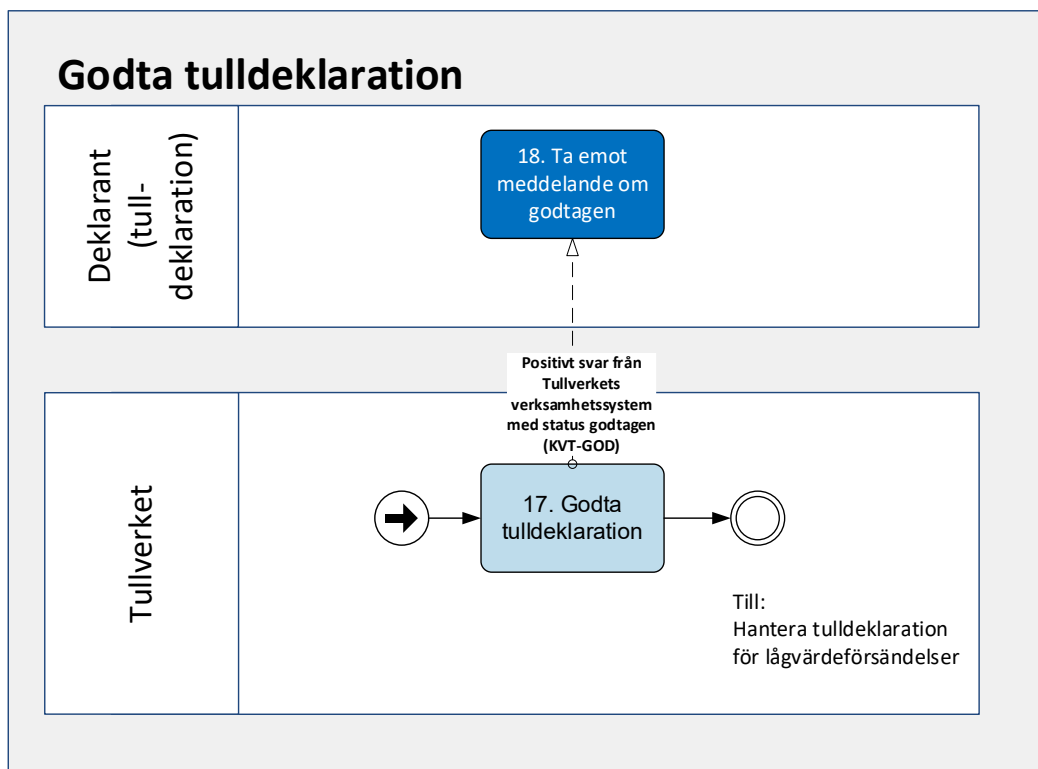 Godta tulldeklaration
Deklarant
(tull-
deklaration)
18. Ta emot
meddelande om
godtagen
Positivt svar från
Tullverkets
verksamhetssystem
med status godtagen
(KVT-GOD)
Tullverket
17. Godta
tulldeklaration
Till:
Hantera tulldeklaration
för lågvärdeförsändelser